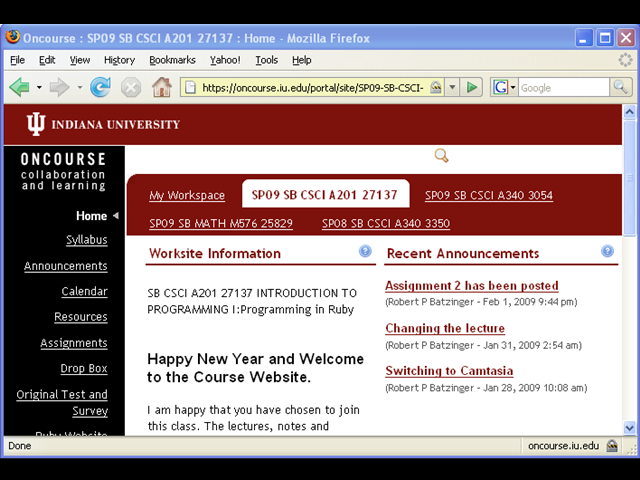 Oncourse : SP09 SB CSCI A201 27137 : Home - Mozilla Firefox
File Edit View History Bookmarks Yahoo! Tools Help
https://oncourse.iu.edu/portal/site/SP09-SB-CSCI-
G Google
INDIANA UNIVERSITY
ONCOURSE
collaboration
and learning
My Workspace SP09 SB CSCI A201 27137 SP09 SB CSCI A340 3054
SP09 SB MATH M576 25829 SP08 SB CSCI A340 3350
Home
Syllabus
Announcements
Calendar
Resources
Assignments
Drop Box
Original Test and
Survey
Ruby Website
Worksite Information
SB CSCI A201 27137 INTRODUCTION TO
PROGRAMMING I:Programming in Ruby
Happy New Year and Welcome
to the Course Website.
I am happy that you have chosen to join
this class. The lectures, notes and
Recent Announcements
Assignment 2 has been posted
(Robert P Batzinger - Feb 1, 2009 9:44 pm)
Changing the lecture
(Robert P Batzinger - Jan 31, 2009 2:54 am)
Switching to Camtasia
(Robert P Batzinger - Jan 28, 2009 10:08 am)
Done
oncourse.iu.edu